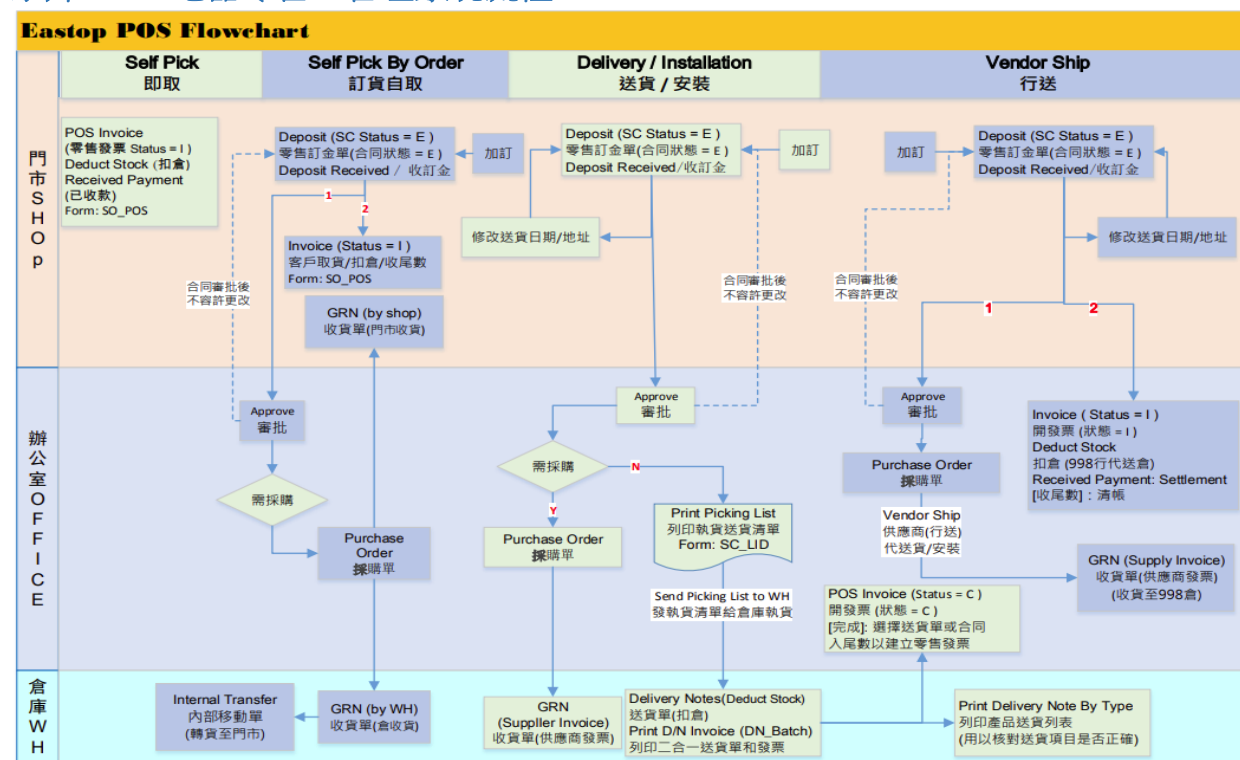 Eastop POS Flowchart
Self Pick
即取
Self Pick By Order
訂貨自取
Delivery / Installation
送貨 / 安裝
Vendor Ship
行送
門
市
S
H
O
p
POS Invoice
(零售發票 Status = I )
Deduct Stock (扣倉)
Received Payment
(已收款)
Form: SO_POS
Deposit (SC Status = E )
零售訂金單(合同狀態 = E )
Deposit Received / 收訂金
加訂
1
2
Invoice (Status = I )
客戶取貨/扣倉/收尾數
Form: SO_POS
合同審批後
不容許更改
GRN (by shop)
收貨單(門市收貨)
Deposit (SC Status = E )
零售訂金單(合同狀態 = E )
Deposit Received/收訂金
加訂
修改送貨日期/地址
合同審批後
不容許更改
加訂
Deposit (SC Status = E )
零售訂金單(合同狀態 = E )
Deposit Received/收訂金
修改送貨日期/地址
合同審批後
不容許更改
1
2
辦
公
室
O
F
F
I
C
E
Approve
審批
需採購
Purchase
Order
採購單
Approve
審批
需採購
N
Y
Purchase Order
採購單
Print Picking List
列印執貨送貨清單
Form: SC_LID
Send Picking List to WH
發執貨清單給倉庫執貨
Approve
審批
Purchase Order
採購單
Vendor Ship
供應商(行送)
代送貨/安裝
Invoice ( Status = I )
開發票 (狀態 = I )
Deduct Stock
扣倉 (998行代送倉)
Received Payment: Settlement
[收尾數] : 清帳
GRN (Supply Invoice)
收貨單(供應商發票)
(收貨至998倉)
POS Invoice (Status = C )
開發票 (狀態 = C )
[完成]: 選擇送貨單或合同
入尾數以建立零售發票
倉
庫
W
H
Internal Transfer
內部移動單
(轉貨至門市)
GRN (by WH)
收貨單(倉收貨)
GRN
(Suppller Invoice)
收貨單(供應商發票)
Delivery Notes(Deduct Stock)
送貨單(扣倉)
Print D/N Invoice (DN_Batch)
列印二合一送貨單和發票
Print Delivery Note By Type
列印產品送貨列表
(用以核對送貨項目是否正確)